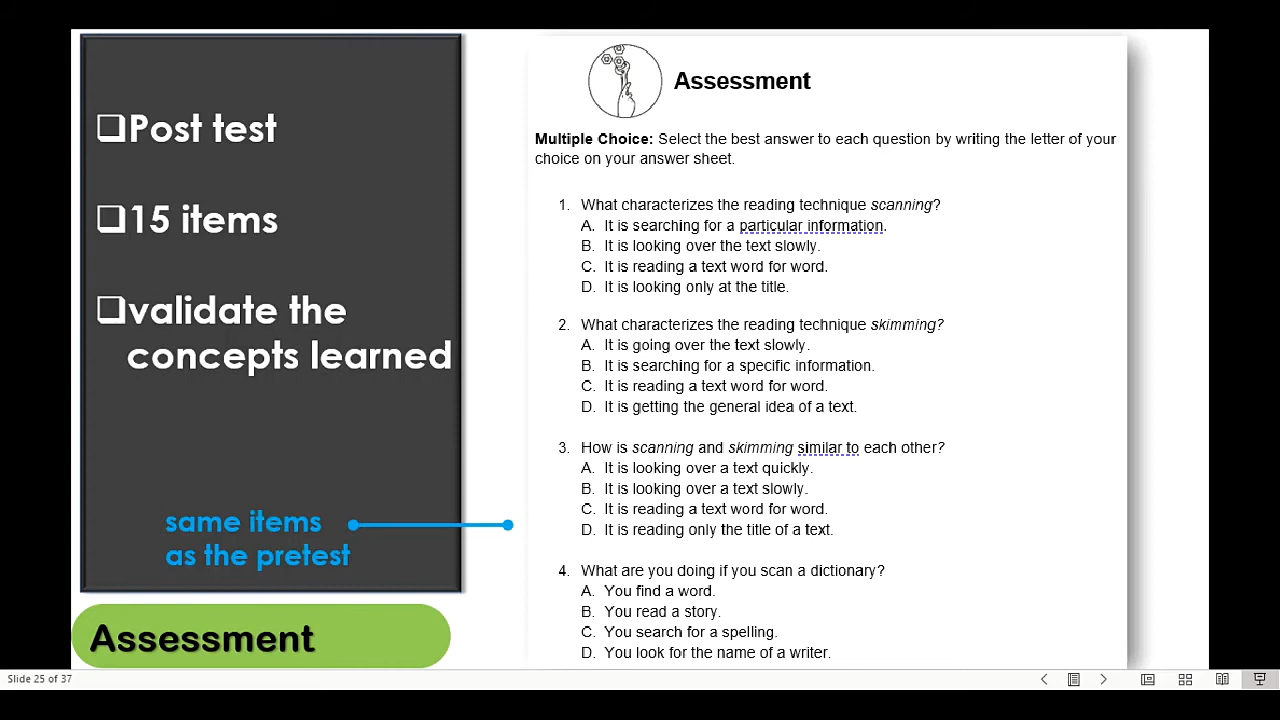 Post test
15 items
validate the
concepts learned
same items
as the pretest
Assessment
Assessment
Multiple Choice: Select the best answer to each question by writing the letter of your
choice on your answer sheet.
1. What characterizes the reading technique scanning?
A. It is searching for a particular information.
B. It is looking over the text slowly.
C. It is reading a text word for word.
D. It is looking only at the title.
2. What characterizes the reading technique skimming?
A. It is going over the text slowly.
B. It is searching for a specific information.
C. It is reading a text word for word.
D. It is getting the general idea of a text.
3. How is scanning and skimming similar to each other?
A. It is looking over a text quickly.
B. It is looking over a text slowly.
C. It is reading a text word for word.
D. It is reading only the title of a text.
4. What are you doing if you scan a dictionary?
A. You find a word.
B. You read a story.
C. You search for a spelling.
D. You look for the name of a writer.
Slide 25 of 37